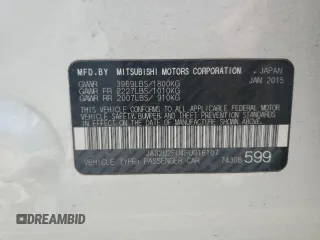 MFD.BY MITSUBISHI MOTORS CORPORATION JAPAN
GVWR 3969LBS/1800KG JAN 2015
GAWR FR 2227LBS/1010KG
GAWR RR 2007LBS/ 910KG
THIS VEHICLE CONFORMS TO ALL APPLICABLE
FEDERAL MOTOR VEHICLE SAFETY, BUMPER
AND THEFT PREVENTION STANDARDS IN EFFECT
ON THE DATE OF MANUFACTURE SHOWN ABOVE.
VEHICLE TYPE: PASSENGER CAR 599
BIDHISTORY